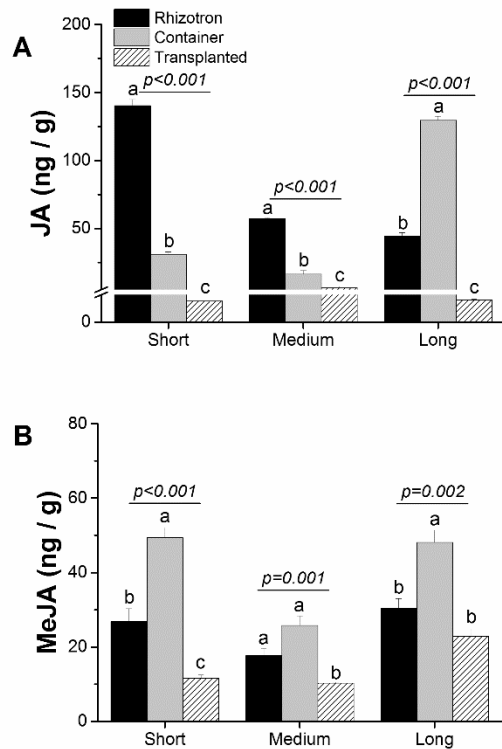 200
Rhizotron
Container
Transplanted
A
p<0.001
a
p<0.001
a
150
p<0.001
JA (ng / g)
100
a
50
b
b
b
c
c
c
0
Short Medium Long
B
80
p<0.001
p=0.002
60
a
a
p=0.001
MeJA (ng / g)
40
b
b
a
a
b
20
c
b
0
Short Medium Long